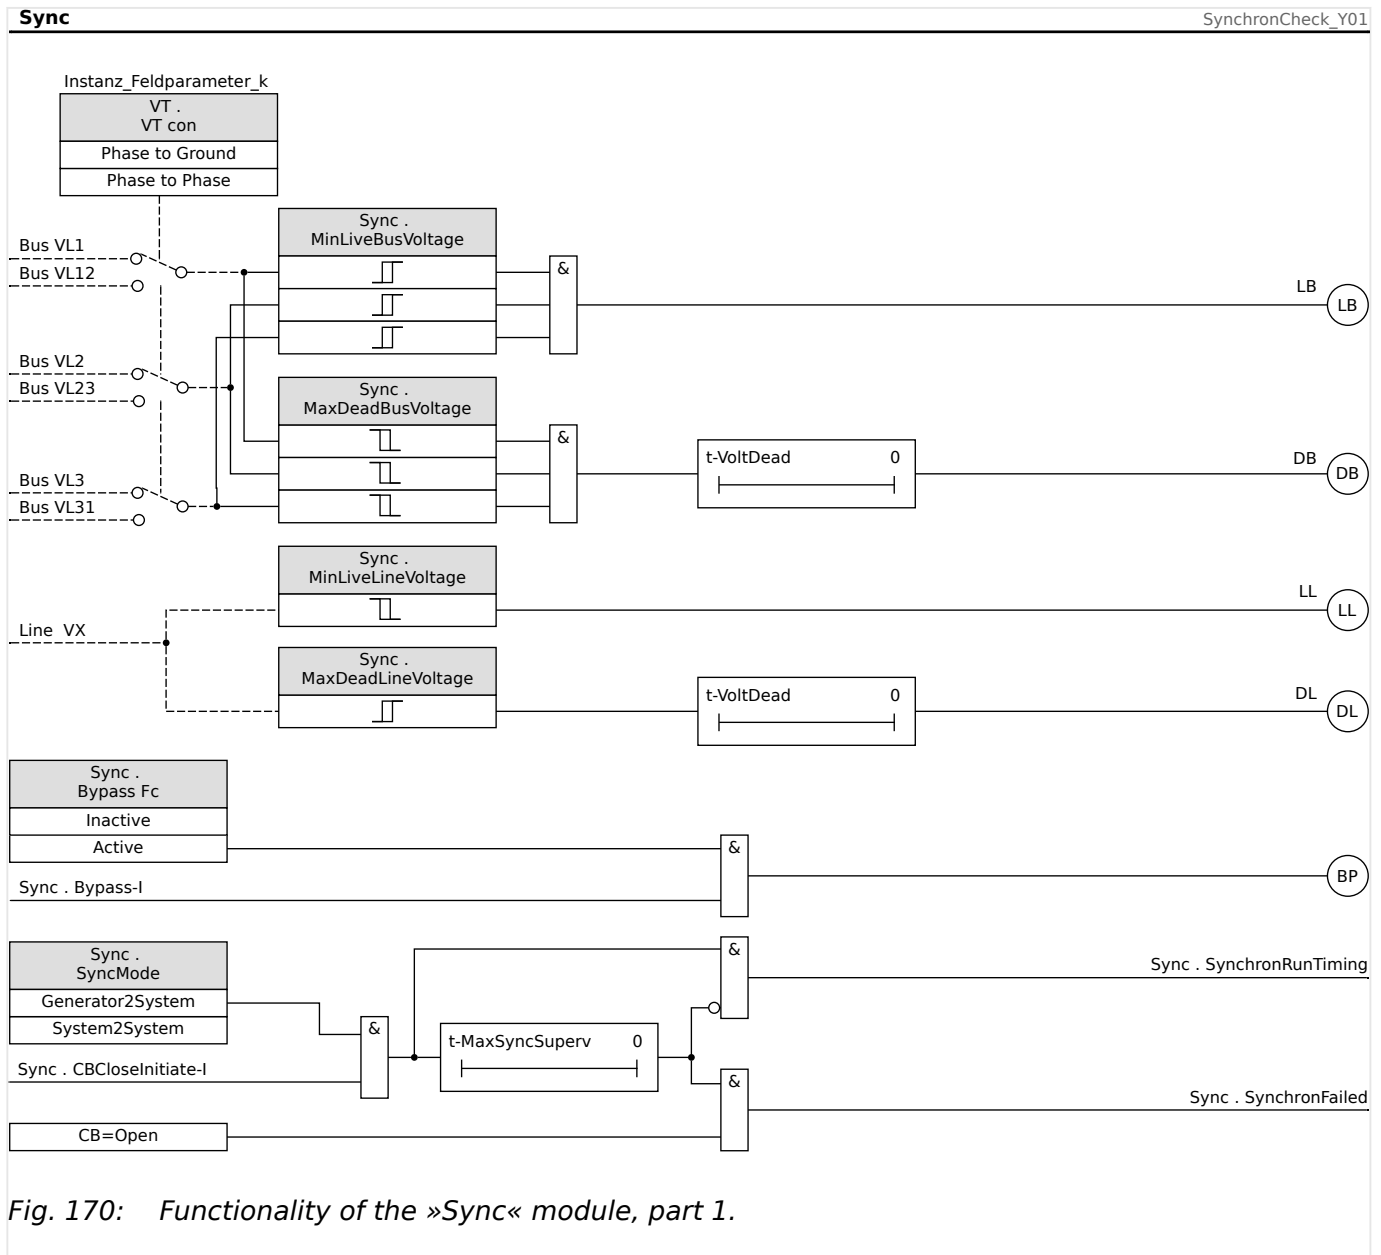 Sync
SynchronCheck_Y01
Instanz_Feldparameter_k
VT .
VT con
Phase to Ground
Phase to Phase
Sync .
MinLiveBusVoltage
Bus VL1
Bus VL12
&
LB
LB
Bus VL2
Bus VL23
Sync .
MaxDeadBusVoltage
&
t-VoltDead 0
DB
DB
Bus VL3
Bus VL31
Sync .
MinLiveLineVoltage
LL
LL
Line VX
Sync .
MaxDeadLineVoltage
t-VoltDead 0
DL
DL
Sync .
Bypass Fc
Inactive
Active
&
BP
Sync . Bypass-I
Sync .
SyncMode
Generator2System
System2System
&
Sync . SynchronRunTiming
&
t-MaxSyncSuperv 0
Sync . CBCloseInitiate-I
&
Sync . SynchronFailed
CB=Open
Fig. 170: Functionality of the »Sync« module, part 1.